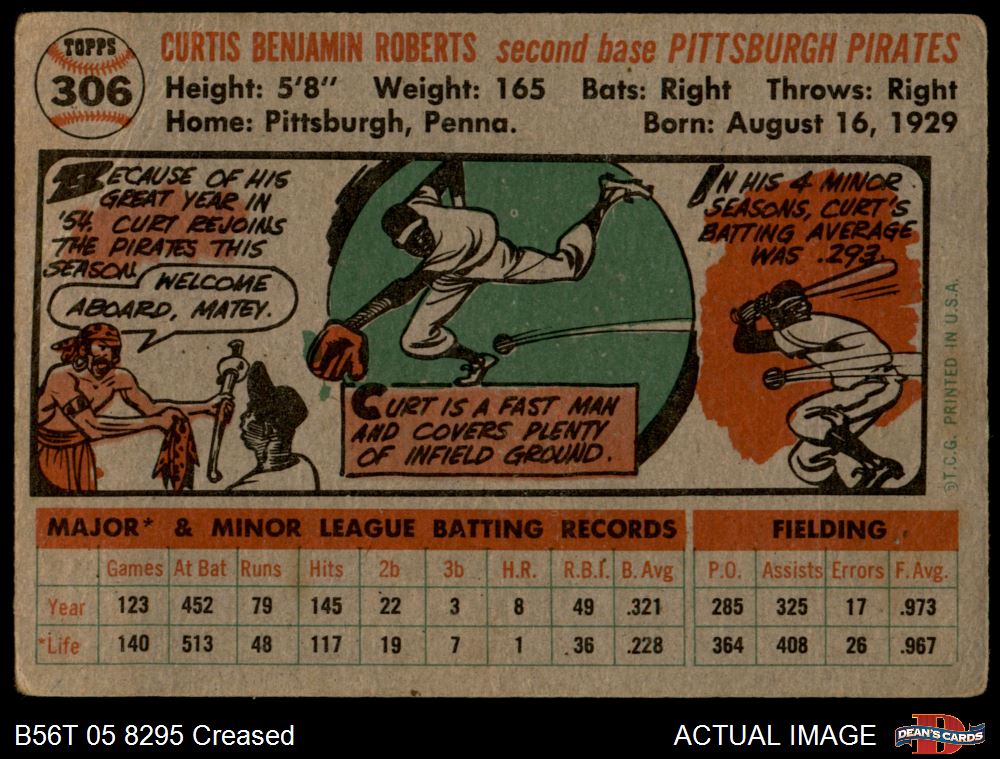 TOPPS
306
CURTIS BENJAMIN ROBERTS second base PITTSBURGH PIRATES
Height: 5'8" Weight: 165 Bats: Right Throws: Right
Home: Pittsburgh, Penna. Born: August 16, 1929
BECAUSE OF HIS
GREAT YEAR IN
'54, CURT REJOINS
THE PIRATES THIS
SEASON.
WELCOME
ABOARD, MATEY.
CURT IS A FAST MAN
AND COVERS PLENTY
OF INFIELD GROUND.
IN HIS 4 MINOR
SEASONS, CURT'S
BATTING AVERAGE
WAS .293.
©T.C.G. PRINTED IN U.S.A.
MAJOR* & MINOR LEAGUE BATTING RECORDS FIELDING
Games At Bat Runs Hits 2b 3b H.R. R.B.I. B. Avg P.O. Assists Errors F. Avg.
Year 123 452 79 145 22 3 8 49 .321 285 325 17 .973
*Life 140 513 48 117 19 7 1 36 .228 364 408 26 .967
B56T 05 8295 Creased
ACTUAL IMAGE
D
DEAN'S CARDS